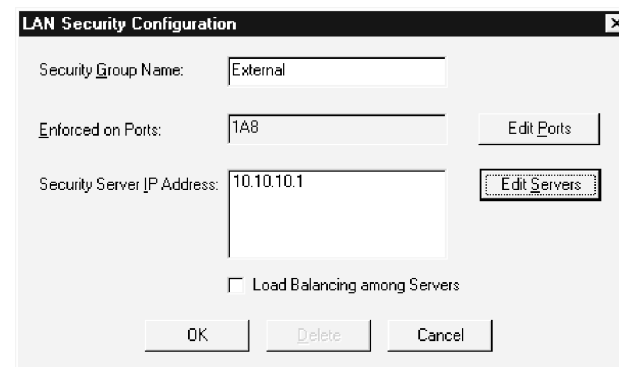 LAN Security Configuration
Security Group Name: External
Enforced on Ports: 1A8 Edit Ports
Security Server IP Address: 10.10.10.1 Edit Servers
Load Balancing among Servers
OK Delete Cancel